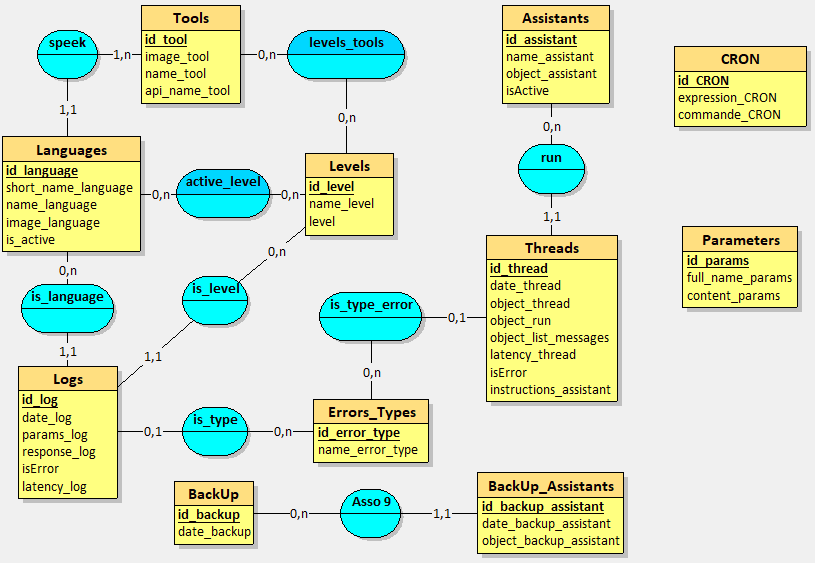 Tools
id_tool
image_tool
name_tool
api_name_tool
speek
1,n
0,n
levels_tools
Assistants
id_assistant
name_assistant
object_assistant
isActive
CRON
id_CRON
expression_CRON
commande_CRON
1,1
0,n
0,n
Languages
id_language
short_name_language
name_language
image_language
is_active
0,n
active_level
0,n
Levels
id_level
name_level
level
run
1,1
0,n
is_language
1,1
0,n
is_level
1,1
Threads
id_thread
date_thread
object_thread
object_run
object_list_messages
latency_thread
isError
instructions_assistant
Parameters
id_params
full_name_params
content_params
is_type_error
0,1
0,n
Logs
id_log
date_log
params_log
response_log
isError
latency_log
0,1
is_type
0,n
Errors_Types
id_error_type
name_error_type
BackUp
id_backup
date_backup
0,n
Asso 9
1,1
BackUp_Assistants
id_backup_assistant
date_backup_assistant
object_backup_assistant